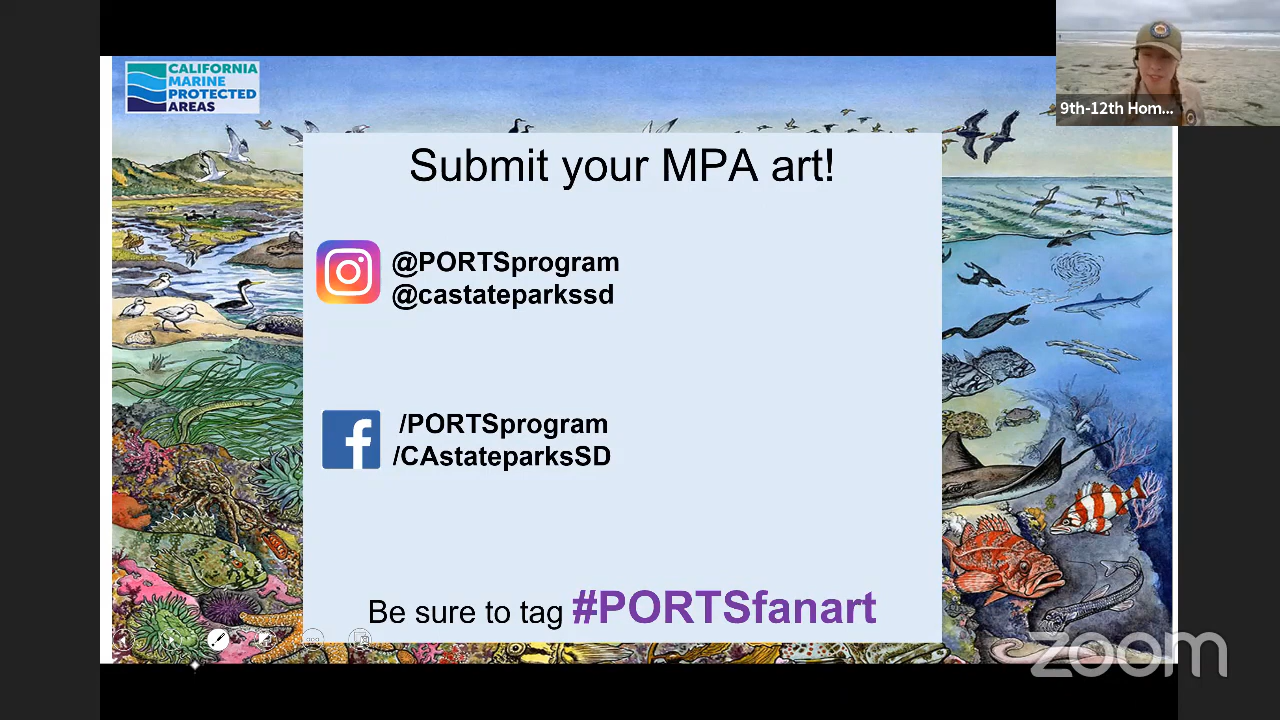 CALIFORNIA
MARINE
PROTECTED
AREAS
9th-12th Hom...
Submit your MPA art!
@PORTSprogram
@castateparkssd
/PORTSprogram
/CAstateparksSD
Be sure to tag #PORTSfanart
zoom